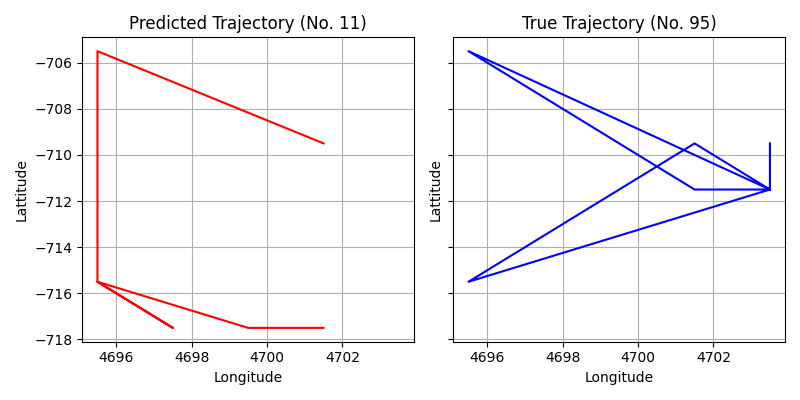 Predicted Trajectory (No. 11)
True Trajectory (No. 95)
Lattitude
−706
−708
−710
−712
−714
−716
−718
4696
4698
4700
4702
Longitude
Lattitude
4696
4698
4700
4702
Longitude